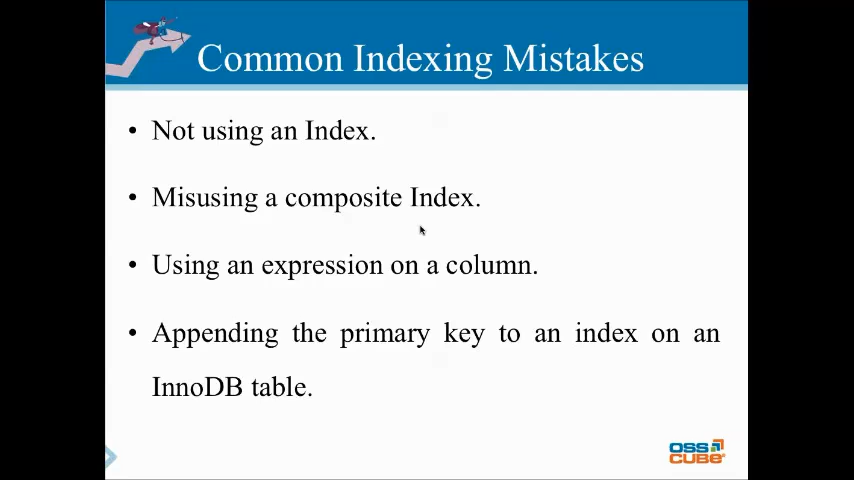 Common Indexing Mistakes
• Not using an Index.
• Misusing a composite Index.
• Using an expression on a column.
• Appending the primary key to an index on an
InnoDB table.
OSS
CUBE